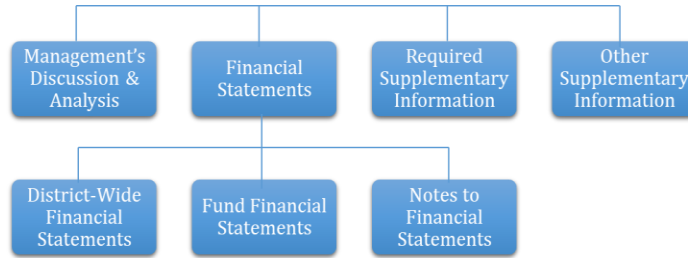 Management's
Discussion &
Analysis
Financial
Statements
Required
Supplementary
Information
Other
Supplementary
Information
District-Wide
Financial
Statements
Fund Financial
Statements
Notes to
Financial
Statements